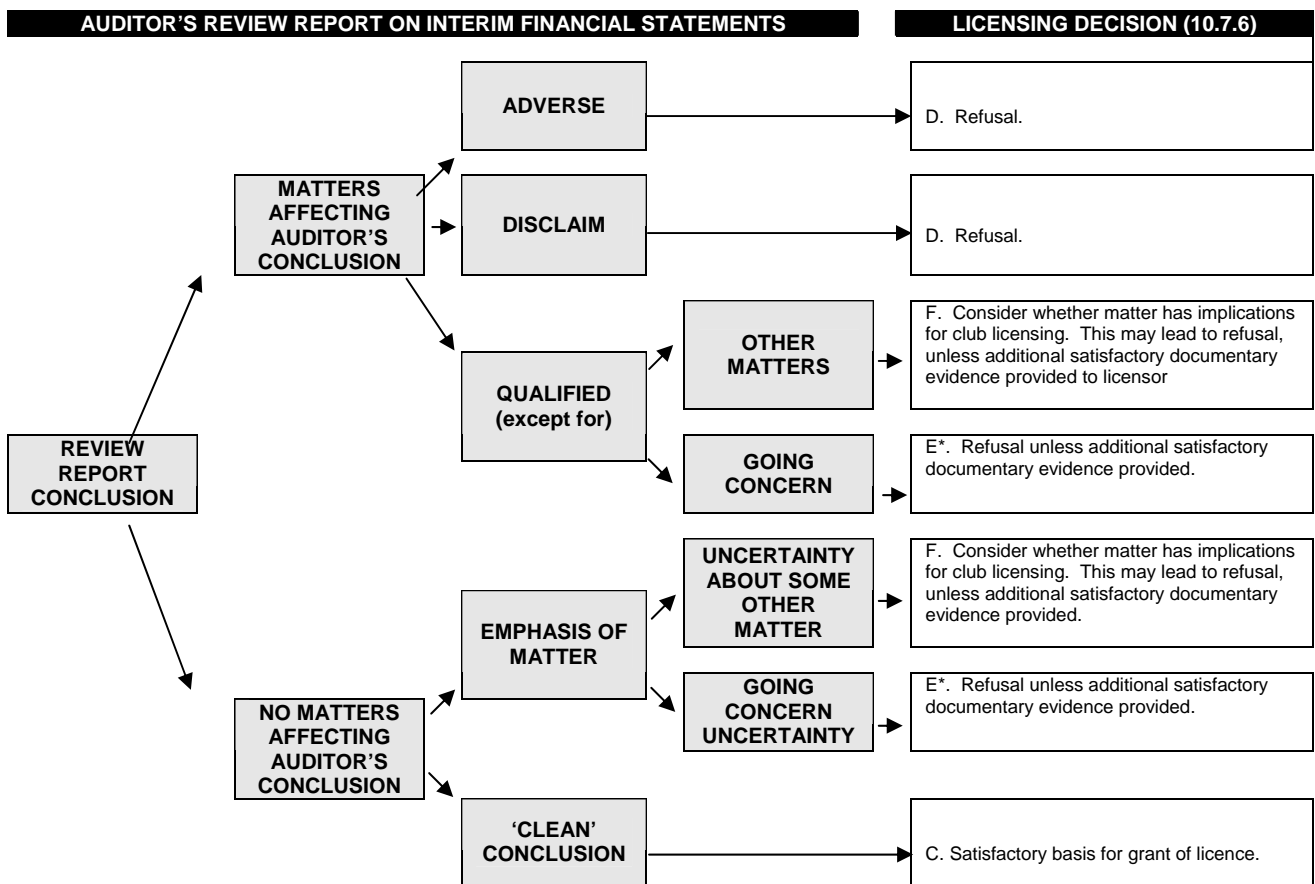 AUDITOR'S REVIEW REPORT ON INTERIM FINANCIAL STATEMENTS
LICENSING DECISION (10.7.6)
ADVERSE
D. Refusal.
MATTERS
AFFECTING
AUDITOR'S
CONCLUSION
DISCLAIM
D. Refusal.
OTHER
MATTERS
F. Consider whether matter has implications
for club licensing. This may lead to refusal,
unless additional satisfactory documentary
evidence provided to licensor
QUALIFIED
(except for)
GOING
CONCERN
E*. Refusal unless additional satisfactory
documentary evidence provided.
REVIEW
REPORT
CONCLUSION
UNCERTAINTY
ABOUT SOME
OTHER
MATTER
F. Consider whether matter has implications
for club licensing. This may lead to refusal,
unless additional satisfactory documentary
evidence provided.
EMPHASIS OF
MATTER
GOING
CONCERN
UNCERTAINTY
E*. Refusal unless additional satisfactory
documentary evidence provided.
NO MATTERS
AFFECTING
AUDITOR'S
CONCLUSION
'CLEAN'
CONCLUSION
C. Satisfactory basis for grant of licence.